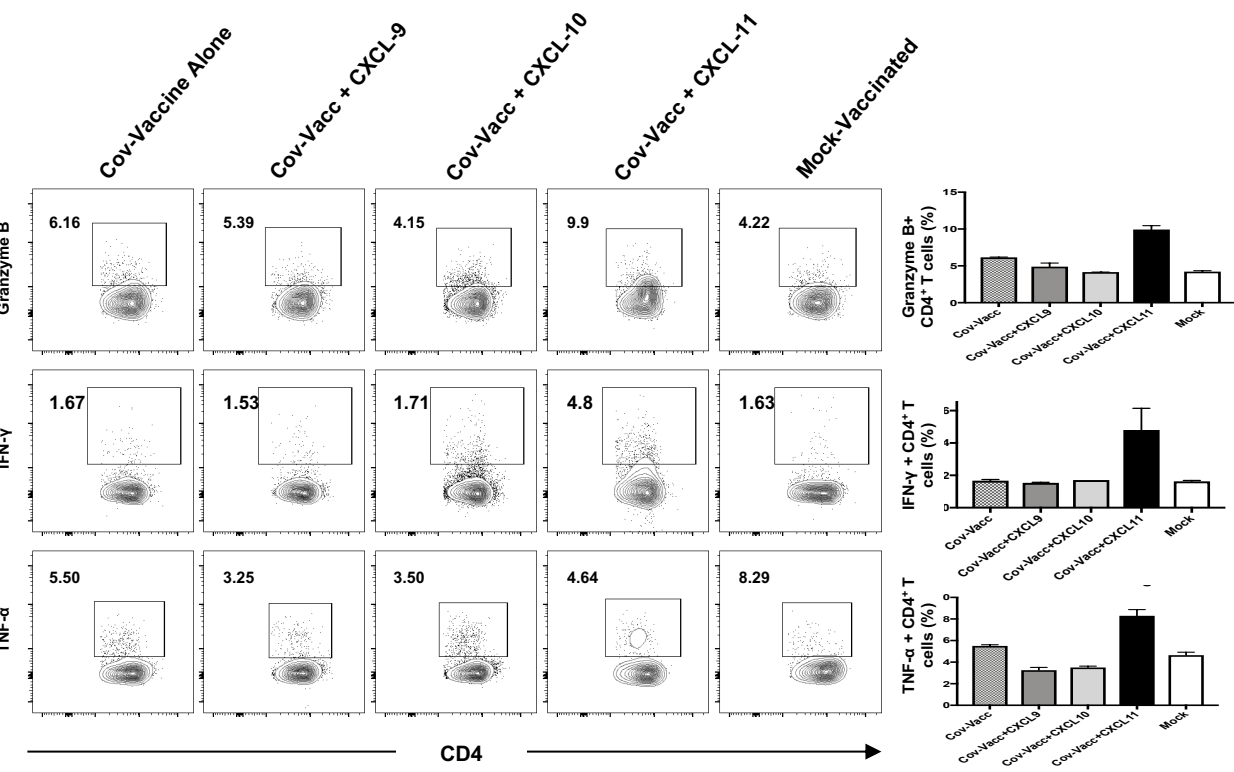 Cov-Vaccine Alone
Cov-Vacc + CXCL-9
Cov-Vacc + CXCL-10
Cov-Vacc + CXCL-11
Mock-Vaccinated
Granzyme B
6.16
5.39
4.15
9.9
4.22
IFN-γ
1.67
1.53
1.71
4.8
1.63
TNF-α
5.50
3.25
3.50
4.64
8.29
CD4
Granzyme B+
CD4⁺ T
cells (%)
15
10
5
0
Cov-Vacc
Cov-Vacc+CXCL9
Cov-Vacc+CXCL10
Cov-Vacc+CXCL11
Mock
IFN-γ + CD4⁺ T
cells (%)
6
4
2
0
Cov-Vacc
Cov-Vacc+CXCL9
Cov-Vacc+CXCL10
Cov-Vacc+CXCL11
Mock
TNF-α + CD4⁺ T
cells (%)
0
8
6
4
2
0
Cov-Vacc
Cov-Vacc+CXCL9
Cov-Vacc+CXCL10
Cov-Vacc+CXCL11
Mock